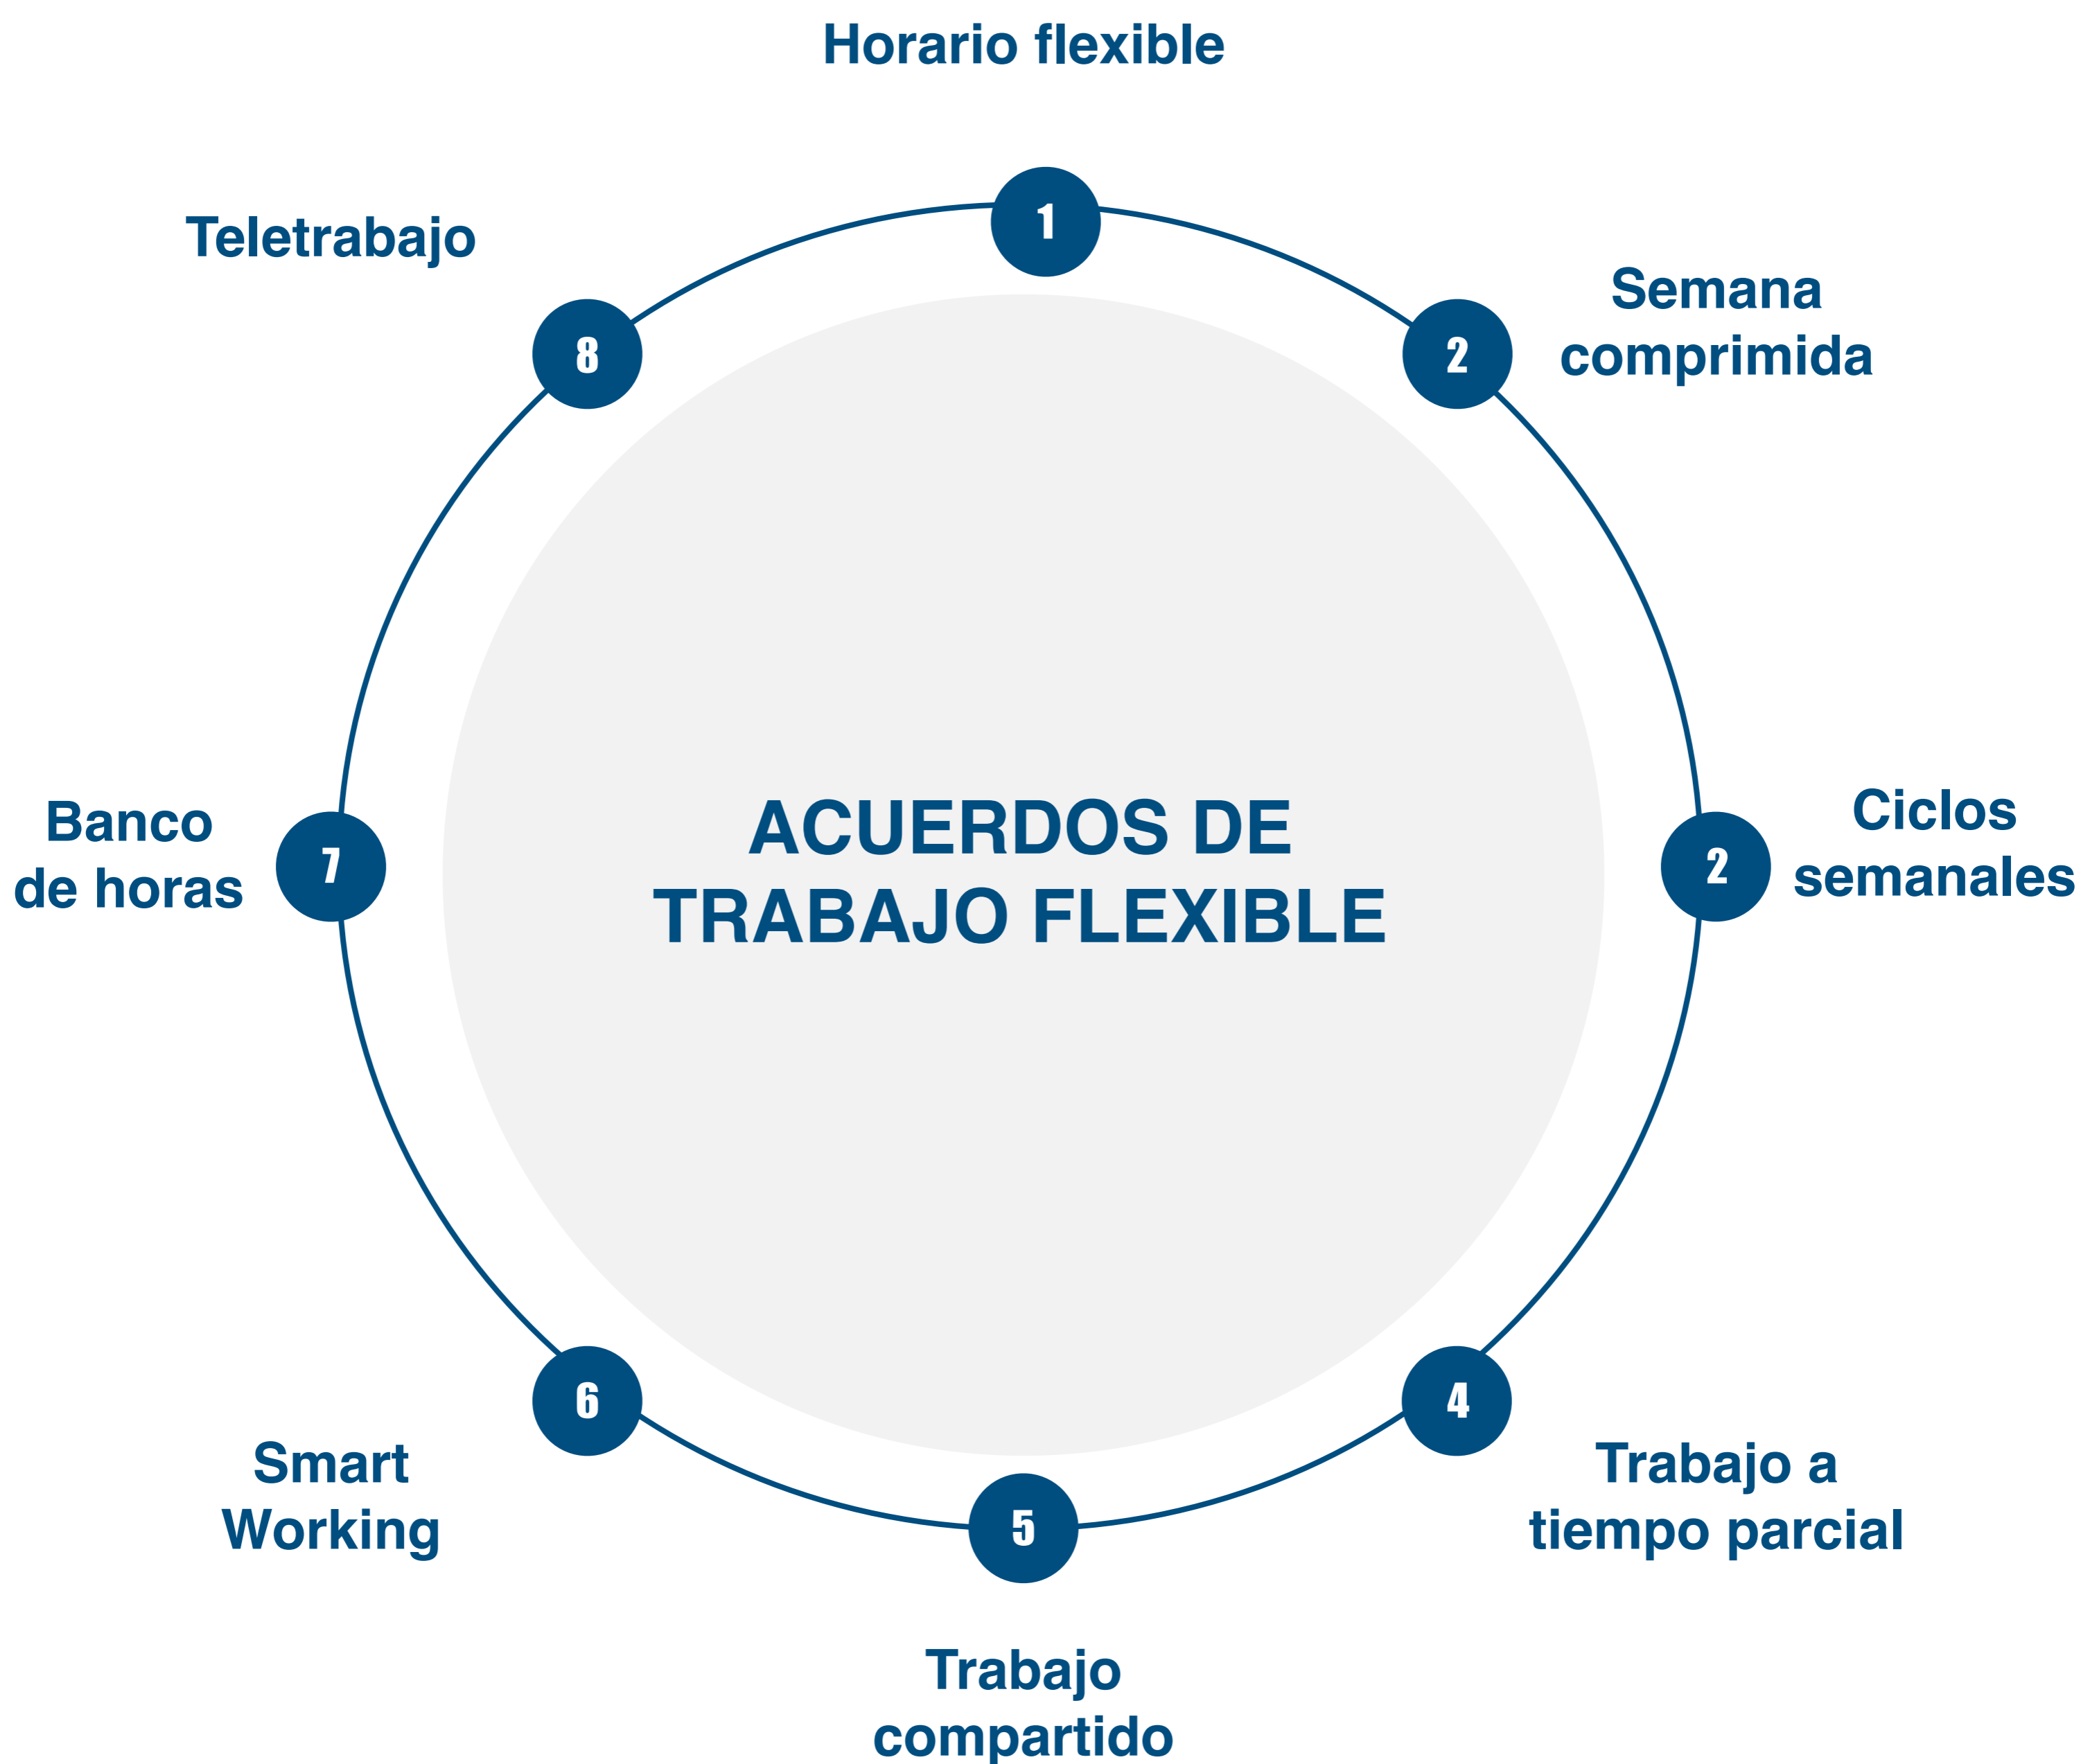 Horario flexible
1
Semana
comprimida
2
Ciclos
semanales
2
Trabajo a
tiempo parcial
4
Trabajo
compartido
5
Smart
Working
6
Banco
de horas
7
Teletrabajo
8
ACUERDOS DE
TRABAJO FLEXIBLE